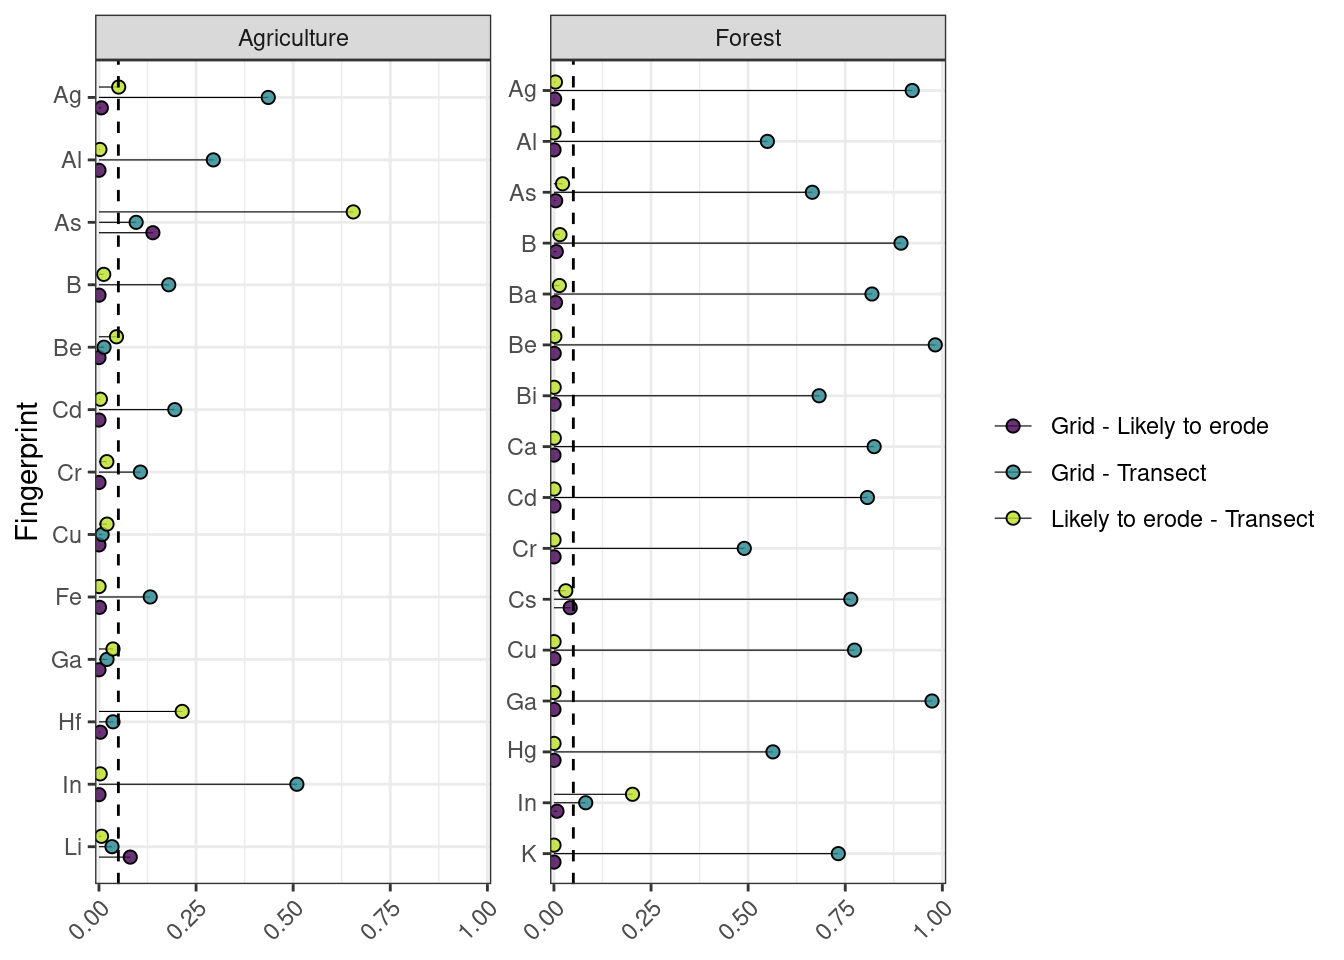 Agriculture
Forest
Fingerprint
Ag
Al
As
B
Be
Cd
Cr
Cu
Fe
Ga
Hf
In
Li
0.00
0.25
0.50
0.75
1.00
Ag
Al
As
B
Ba
Be
Bi
Ca
Cd
Cr
Cs
Cu
Ga
Hg
In
K
0.00
0.25
0.50
0.75
1.00
Grid - Likely to erode
Grid - Transect
Likely to erode - Transect